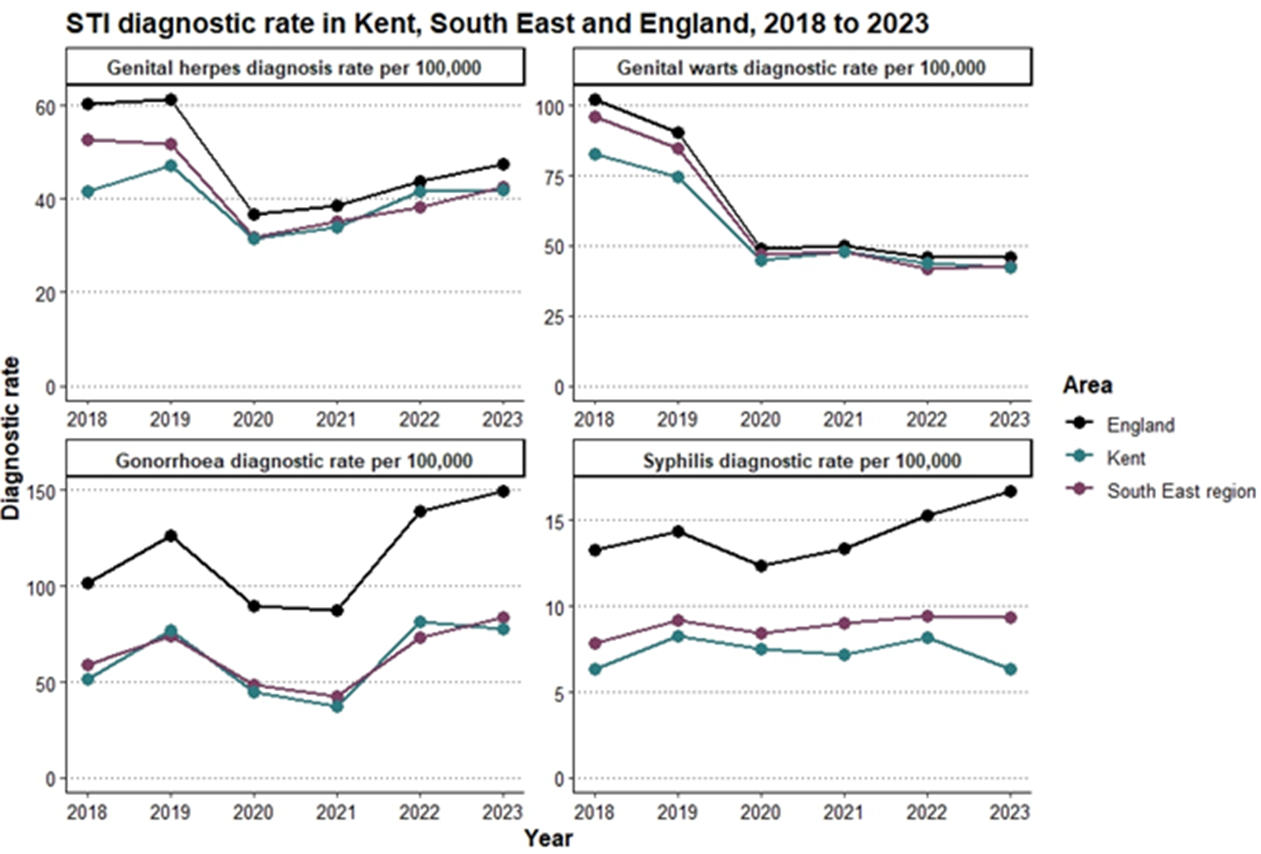 STI diagnostic rate in Kent, South East and England, 2018 to 2023
Genital herpes diagnosis rate per 100,000
60
40
20
0
2018 2019 2020 2021 2022 2023
Genital warts diagnostic rate per 100,000
100
75
50
25
0
2018 2019 2020 2021 2022 2023
Gonorrhoea diagnostic rate per 100,000
150
100
50
0
2018 2019 2020 2021 2022 2023
Syphilis diagnostic rate per 100,000
15
10
5
0
2018 2019 2020 2021 2022 2023
Diagnostic rate
Year
Area
England
Kent
South East region